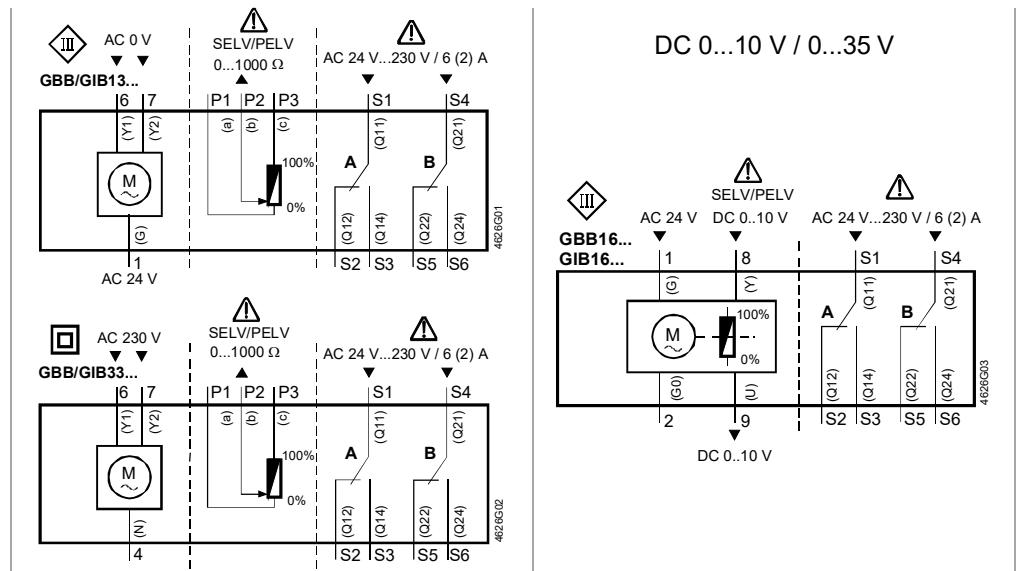 III
AC 0 V
SELV/PELV
0...1000 Ω
AC 24 V...230 V / 6 (2) A
GBB/GIB13...
6 7 P1 P2 P3 S1 S4
(Y1) (Y2) (a) (b) (c) (Q11) (Q21)
M
100%
0%
A B
(G) (Q12) (Q14) (Q22) (Q24)
1 S2 S3 S5 S6
AC 24 V
4626G01
AC 230 V
SELV/PELV
0...1000 Ω
AC 24 V...230 V / 6 (2) A
GBB/GIB33...
6 7 P1 P2 P3 S1 S4
(Y1) (Y2) (a) (b) (c) (Q11) (Q21)
M
100%
0%
A B
(N) (Q12) (Q14) (Q22) (Q24)
4 S2 S3 S5 S6
4626G02
DC 0...10 V / 0...35 V
III
SELV/PELV
AC 24 V DC 0...10 V AC 24 V...230 V / 6 (2) A
GBB16...
GIB16...
1 8 S1 S4
(G) (Y) (Q11) (Q21)
M
100%
0%
A B
(G0) (U) (Q12) (Q14) (Q22) (Q24)
2 9 S2 S3 S5 S6
DC 0..10 V
4626G03